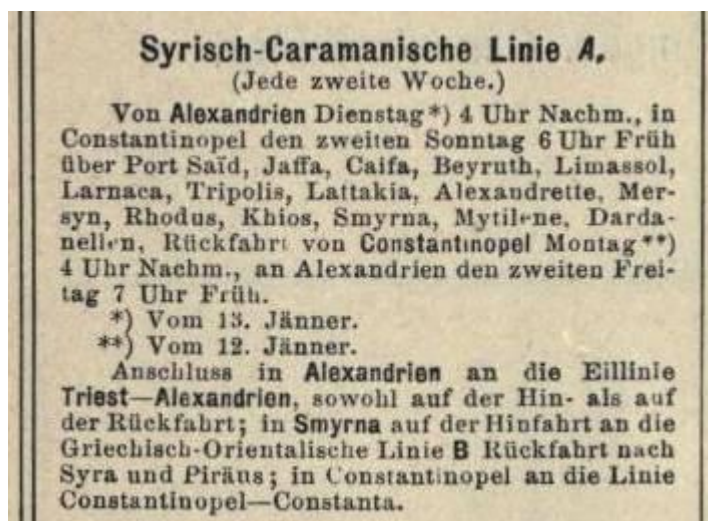 Syrisch-Caramanische Linie A.
(Jede zweite Woche.)
Von Alexandrien Dienstag*) 4 Uhr Nachm., in
Constantinopel den zweiten Sonntag 6 Uhr Früh
über Port Saïd, Jaffa, Caifa, Beyruth, Limassol,
Larnaca, Tripolis, Lattakia, Alexandrette, Mer-
syn, Rhodus, Khios, Smyrna, Mytilene, Darda-
nellen, Rückfahrt von Constantinopel Montag**)
4 Uhr Nachm., an Alexandrien den zweiten Frei-
tag 7 Uhr Früh.
*) Vom 13. Jänner.
**) Vom 12. Jänner.
Anschluss in Alexandrien an die Eillinie
Triest—Alexandrien, sowohl auf der Hin- als auf
der Rückfahrt; in Smyrna auf der Hinfahrt an die
Griechisch-Orientalische Linie B Rückfahrt nach
Syra und Piräus; in Constantinopel an die Linie
Constantinopel—Constanta.